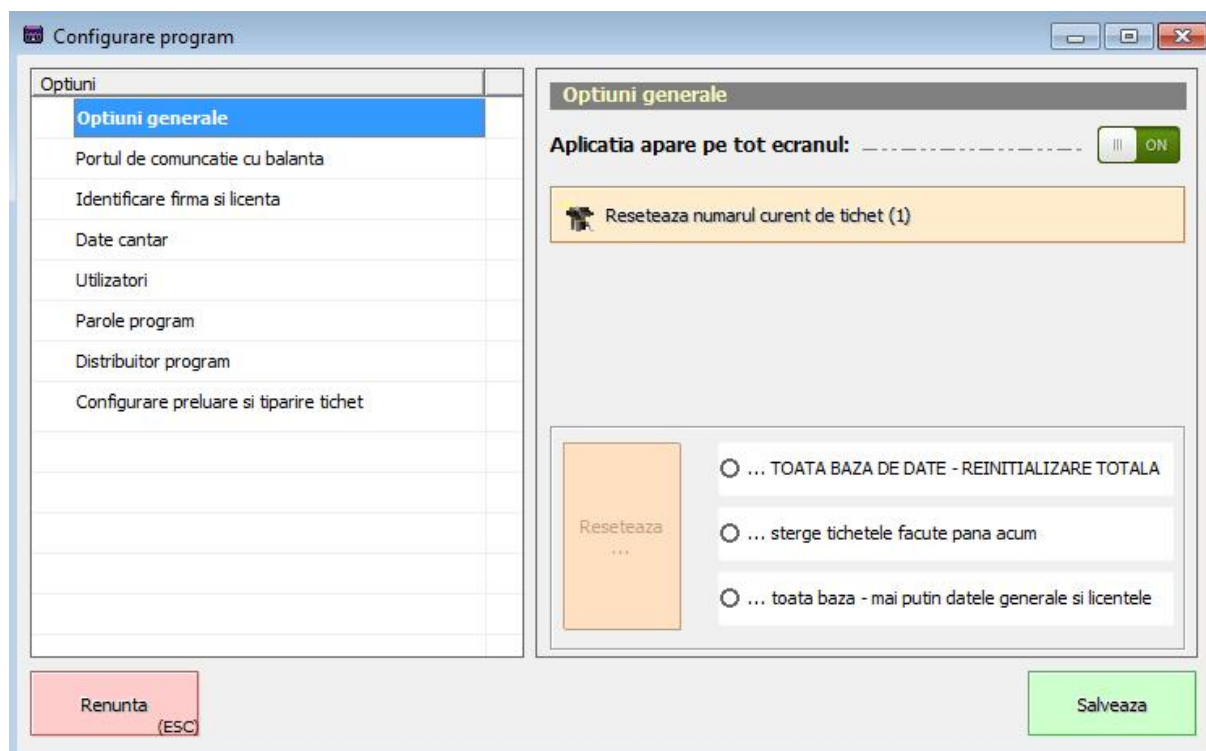 Configurare program
Optiuni
Optiuni generale
Portul de comuncatie cu balanta
Identificare firma si licenta
Date cantar
Utilizatori
Parole program
Distribuitor program
Configurare preluare si tiparire tichet
Optiuni generale
Aplicatia apare pe tot ecranul:
ON
Reseteaza numarul curent de tichet (1)
Reseteaza
...
... TOATA BAZA DE DATE - REINITIALIZARE TOTALA
... sterge tichetele facute pana acum
... toata baza - mai putin datele generale si licentele
Renunta
(ESC)
Salveaza